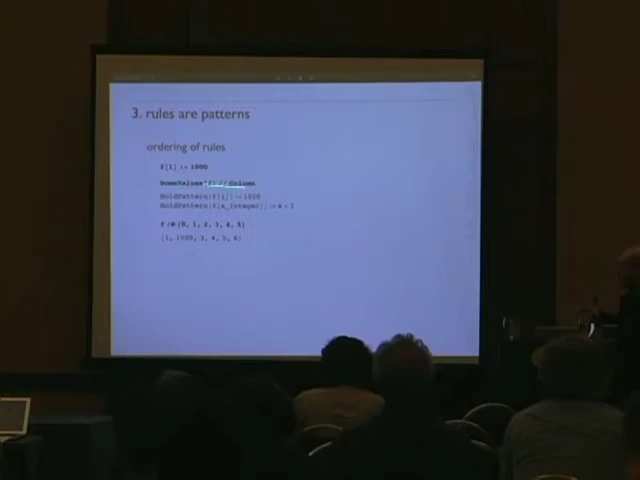 3. rules are patterns
ordering of rules
f[1] := 1000
DownValues[f] // Column
HoldPattern[f[1]] :> 1000
HoldPattern[f[x_Integer]] :> x + 1
f /@ {0, 1, 2, 3, 4, 5}
{1, 1000, 3, 4, 5, 6}